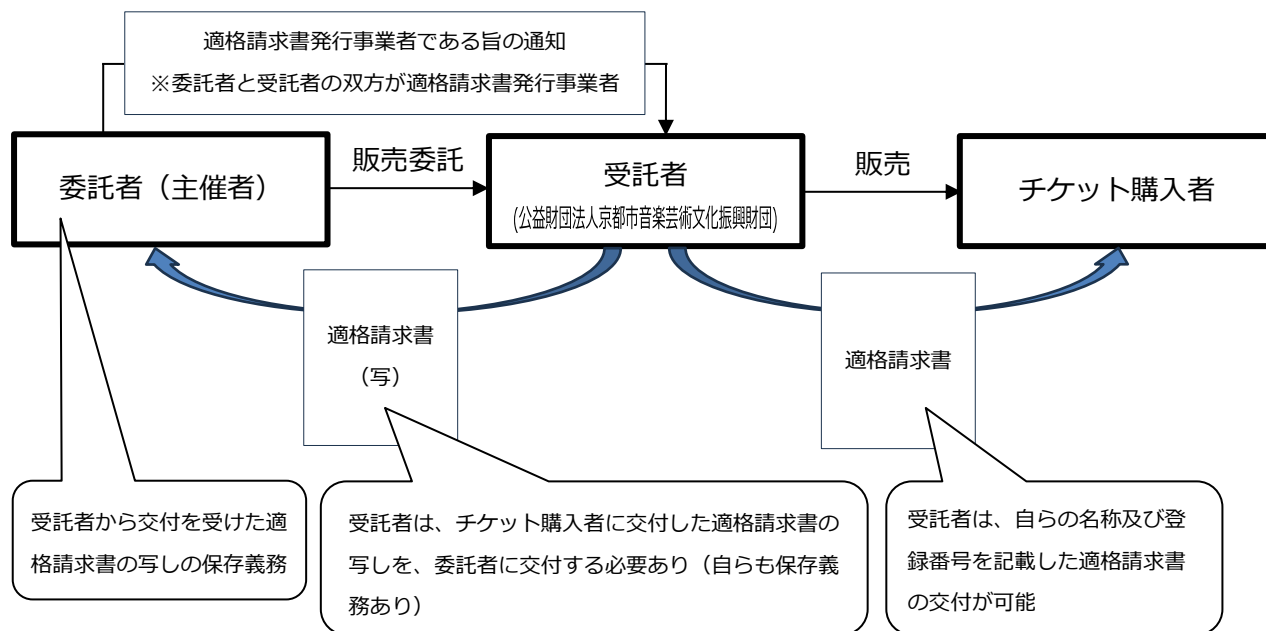 適格請求書発行事業者である旨の通知
※委託者と受託者の双方が適格請求書発行事業者
委託者（主催者）
販売委託
受託者
(公益財団法人京都市音楽芸術文化振興財団)
販売
チケット購入者
適格請求書
（写）
適格請求書
受託者から交付を受けた適
格請求書の写しの保存義務
受託者は、チケット購入者に交付した適格請求書の
写しを、委託者に交付する必要あり（自らも保存義
務あり）
受託者は、自らの名称及び登
録番号を記載した適格請求書
の交付が可能